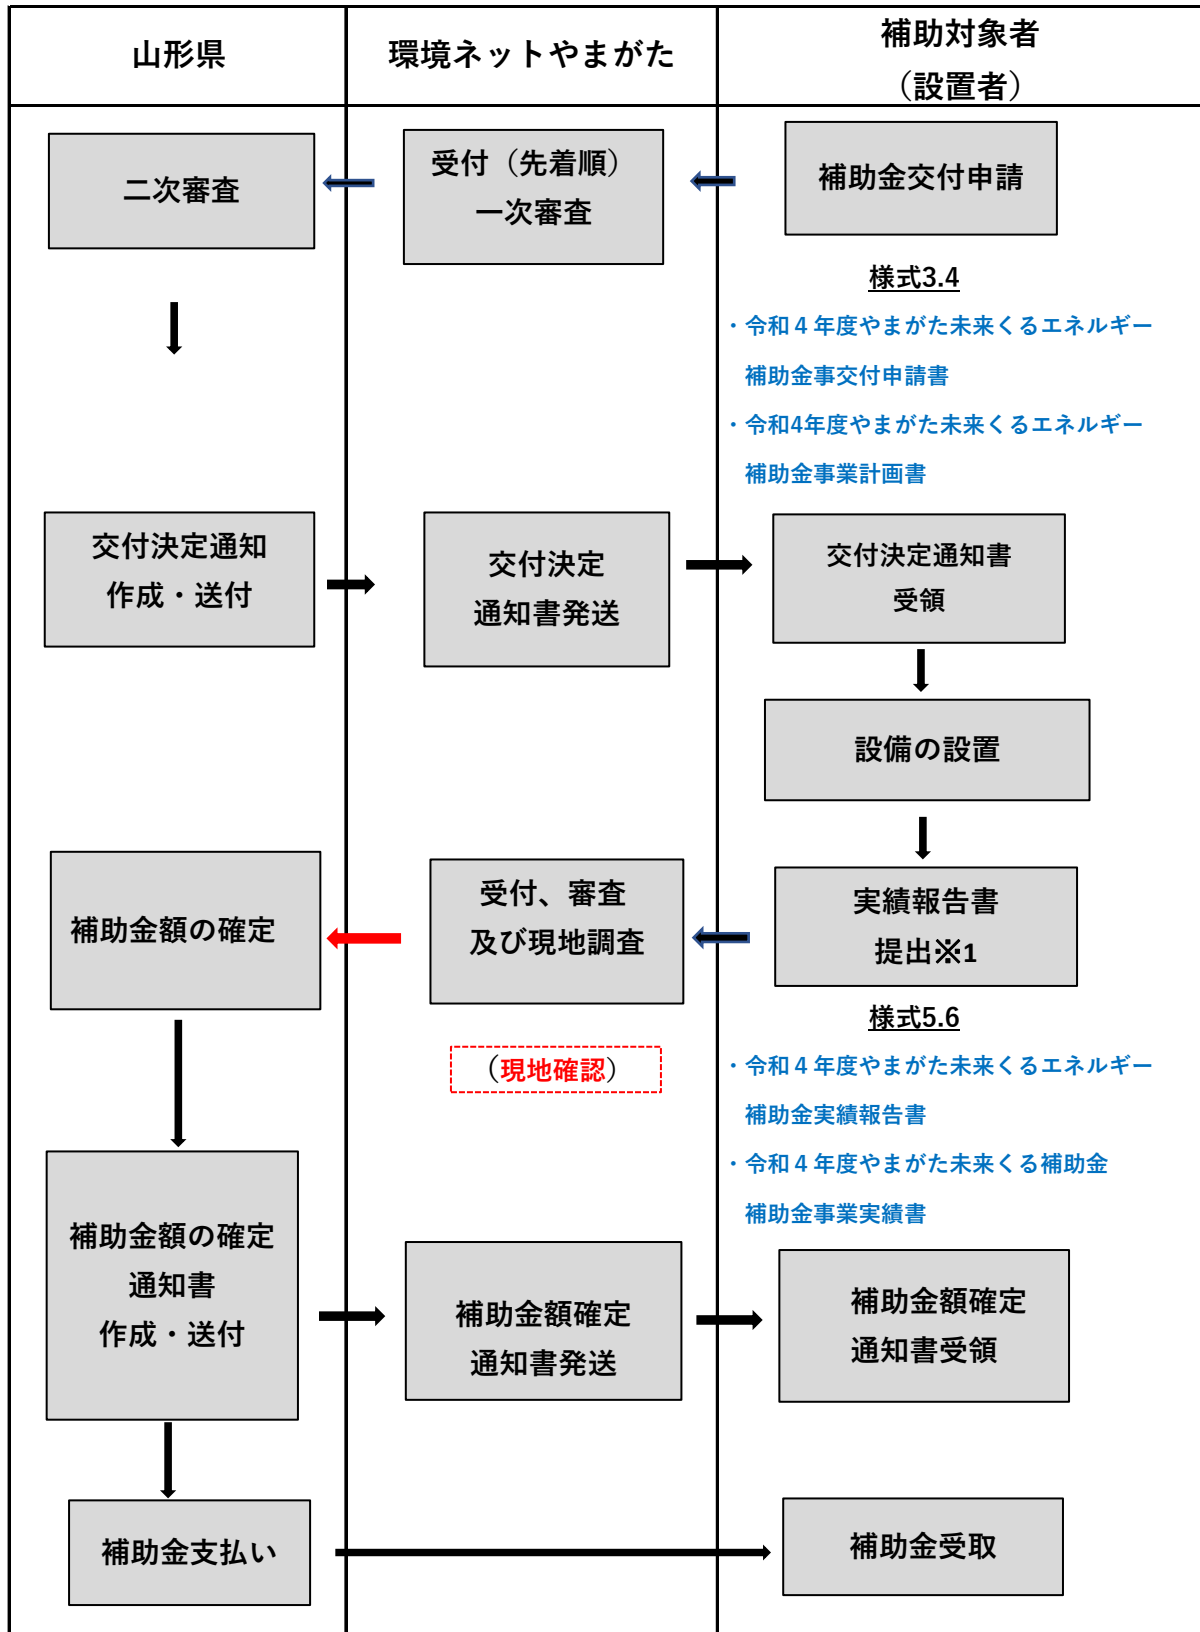 山形県
環境ネットやまがた
補助対象者
（設置者）
二次審査
受付（先着順）
一次審査
補助金交付申請
様式3.4
・令和４年度やまがた未来くるエネルギー
補助金事交付申請書
・令和4年度やまがた未来くるエネルギー
補助金事業計画書
交付決定通知
作成・送付
交付決定
通知書発送
交付決定通知書
受領
設備の設置
補助金額の確定
受付、審査
及び現地調査
実績報告書
提出※1
（現地確認）
様式5.6
・令和４年度やまがた未来くるエネルギー
補助金実績報告書
・令和４年度やまがた未来くる補助金
補助金事業実績書
補助金額の確定
通知書
作成・送付
補助金額確定
通知書発送
補助金額確定
通知書受領
補助金支払い
補助金受取